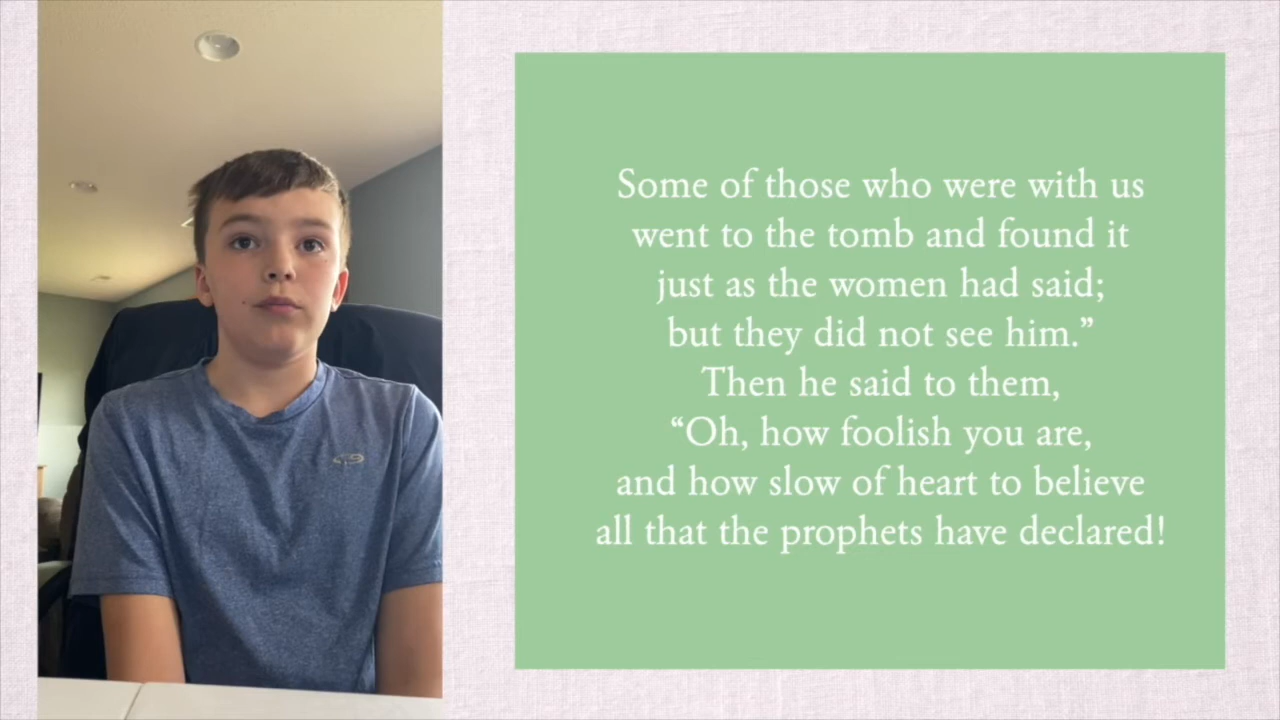 Some of those who were with us
went to the tomb and found it
just as the women had said;
but they did not see him.”
Then he said to them,
“Oh, how foolish you are,
and how slow of heart to believe
all that the prophets have declared!